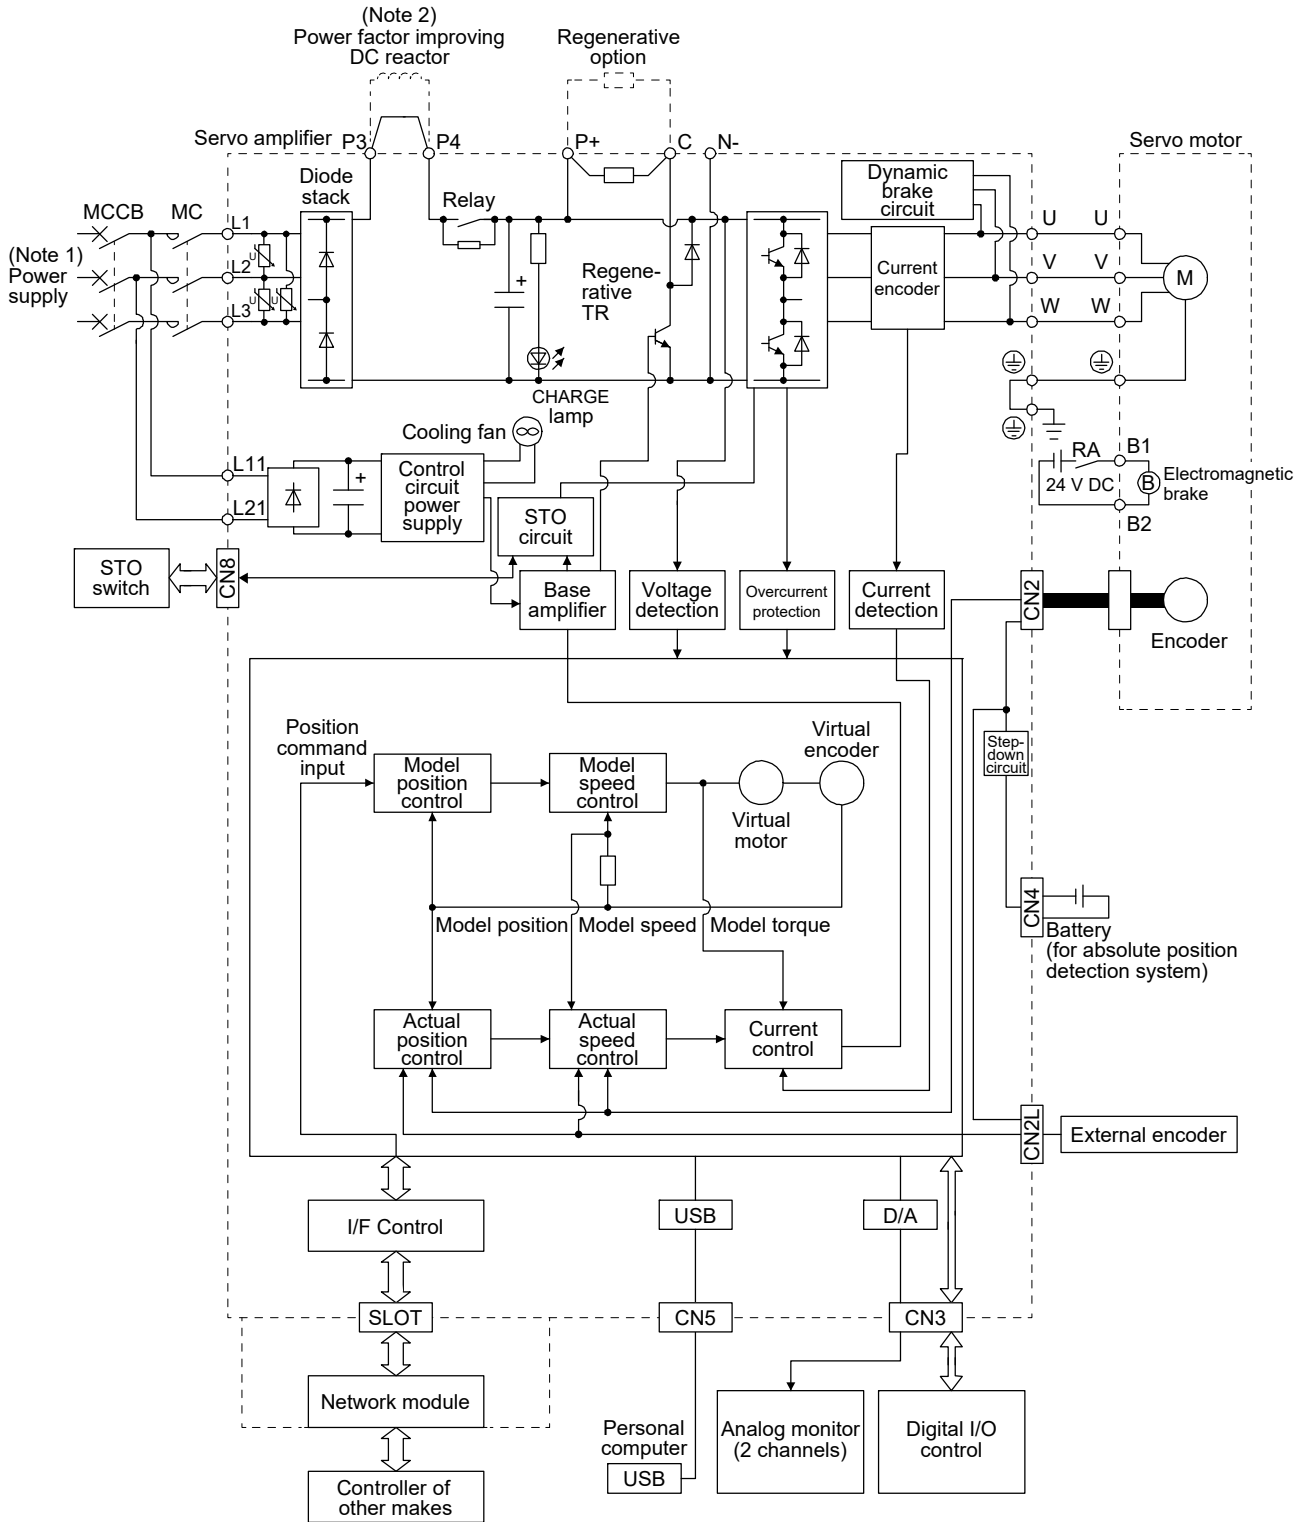 (Note 2)
Power factor improving
DC reactor
Regenerative
option
Servo amplifier
P3
P4
P+
C
N-
Servo motor
Diode
stack
Relay
Dynamic
brake
circuit
MCCB
MC
L1
L2
L3
(Note 1)
Power
supply
U
U
U
+
Regene-
rative
TR
Current
encoder
U
U
V
V
W
W
M
CHARGE
lamp
Cooling fan
L11
L21
+
Control
circuit
power
supply
STO
circuit
RA
24 V DC
B1
B
B2
Electromagnetic
brake
STO
switch
CN8
Base
amplifier
Voltage
detection
Overcurrent
protection
Current
detection
CN2
Encoder
Position
command
input
Model
position
control
Model
speed
control
Virtual
motor
Virtual
encoder
Step-
down
circuit
Model position
Model speed
Model torque
CN4
Battery
(for absolute position
detection system)
Actual
position
control
Actual
speed
control
Current
control
CN2L
External encoder
I/F Control
USB
D/A
SLOT
CN5
CN3
Network module
Personal
computer
USB
Analog monitor
(2 channels)
Digital I/O
control
Controller of
other makes